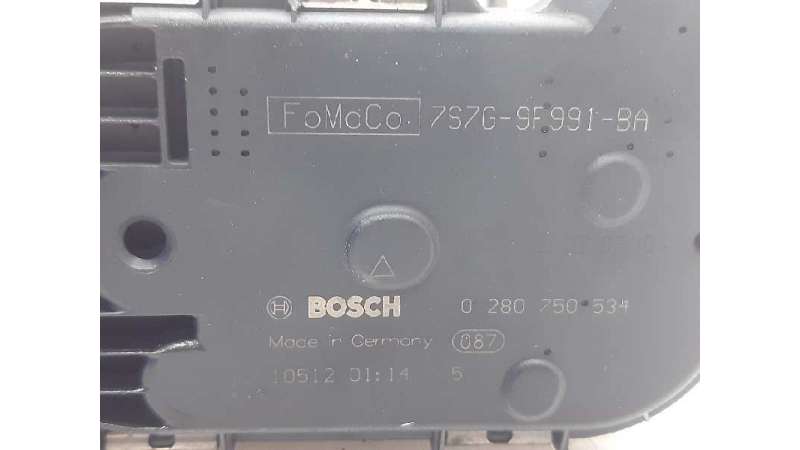 FoMoCo 7S7G-9F991-BA
BOSCH 0 280 750 534
Made in Germany 087
10512 01:14 5